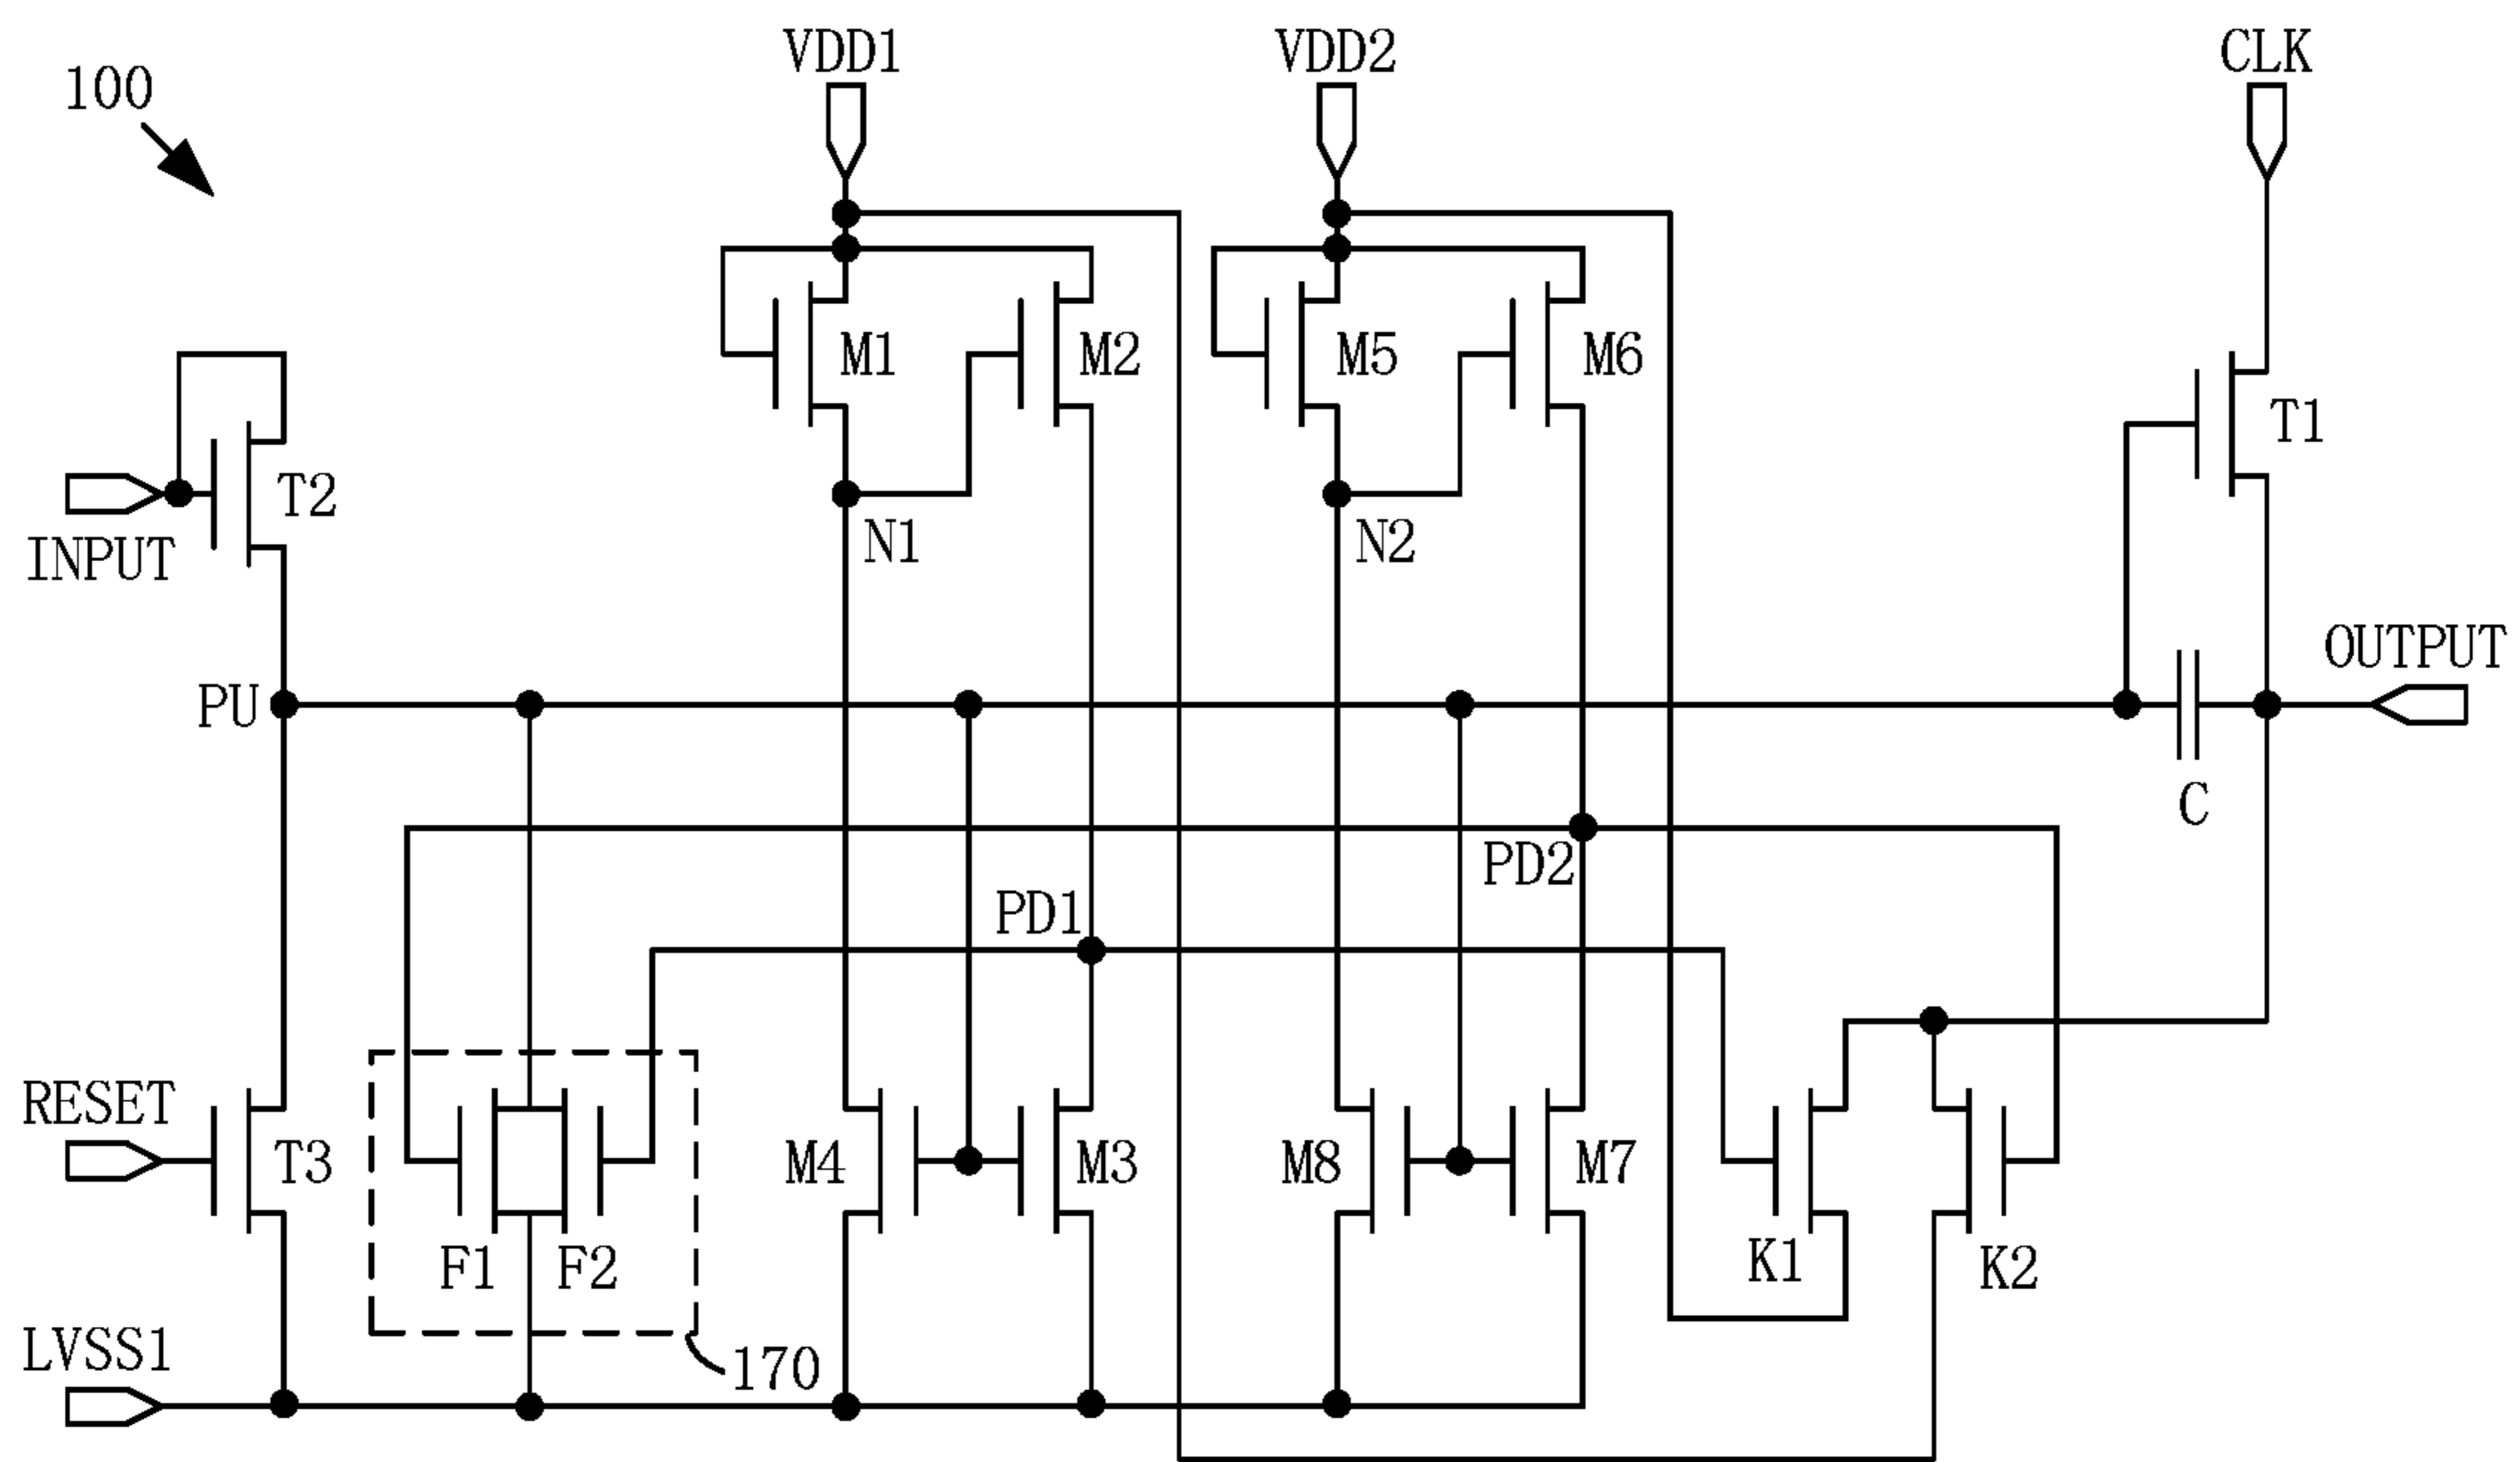 VDD1 VDD2 CLK
100
M1 M2 M5 M6
T1
T2
INPUT N1 N2
OUTPUT
PU
C
PD2
PD1
RESET
T3 M4 M3 M8 M7
F1 F2 K1 K2
LVSS1
170